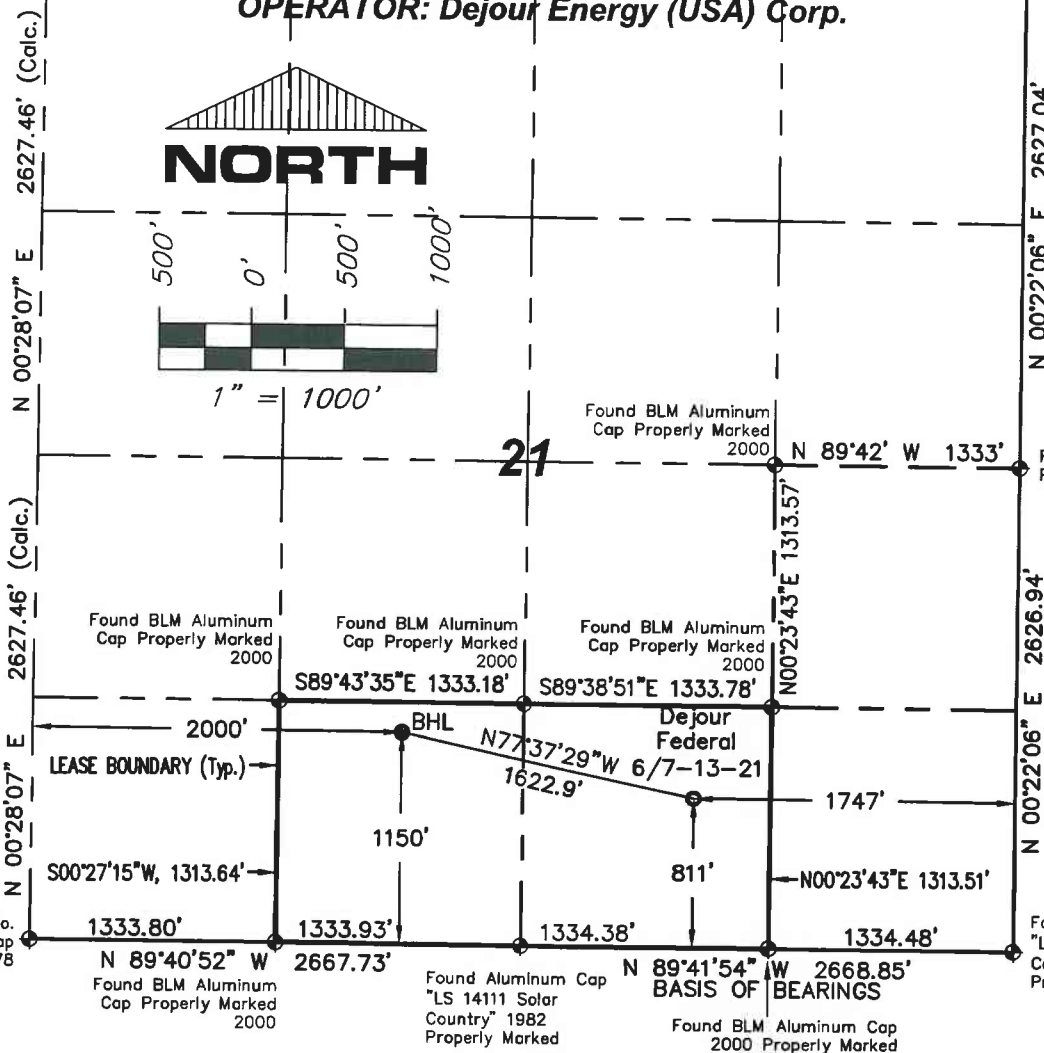 OPERATOR: Dejour Energy (USA) Corp.
2627.46' (Calc.)
N 00°28'07" E
2627.04'
N 00°22'06" E
NORTH
500'
0'
500'
1000'
1" = 1000'
21
Found BLM Aluminum
Cap Properly Marked
2000
N 89°42' W 1333'
N00°23'43"E 1313.57'
2627.46' (Calc.)
N 00°28'07" E
2626.94'
N 00°22'06" E
Found BLM Aluminum
Cap Properly Marked
2000
Found BLM Aluminum
Cap Properly Marked
2000
Found BLM Aluminum
Cap Properly Marked
2000
S89°43'35"E 1333.18'
S89°38'51"E 1333.78'
2000'
BHL
Dejour
Federal
6/7-13-21
N77°37'29"W
1622.9'
LEASE BOUNDARY (Typ.)
1747'
1150'
811'
S00°27'15"W, 1313.64'
N00°23'43"E 1313.51'
1333.80'
1333.93'
1334.38'
1334.48'
N 89°40'52" W 2667.73'
N 89°41'54" W 2668.85'
BASIS OF BEARINGS
Found BLM Aluminum
Cap Properly Marked
2000
Found Aluminum Cap
"LS 14111 Solar
Country" 1982
Properly Marked
Found BLM Aluminum Cap
2000 Properly Marked